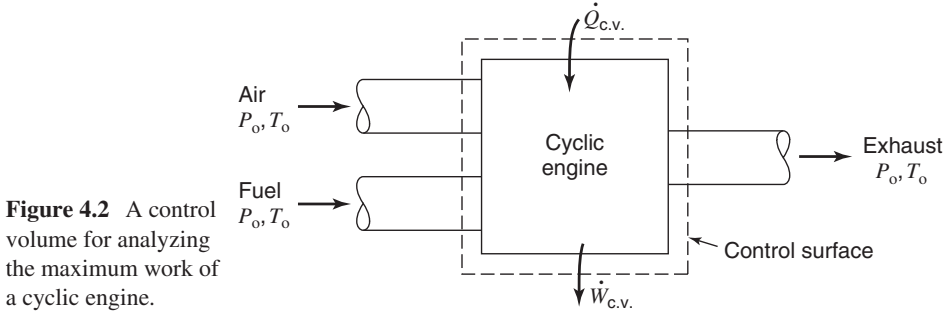 Q̇c.v.
Air
Po, To
Fuel
Po, To
Cyclic
engine
Exhaust
Po, To
Control surface
Ẇc.v.
Figure 4.2 A control
volume for analyzing
the maximum work of
a cyclic engine.